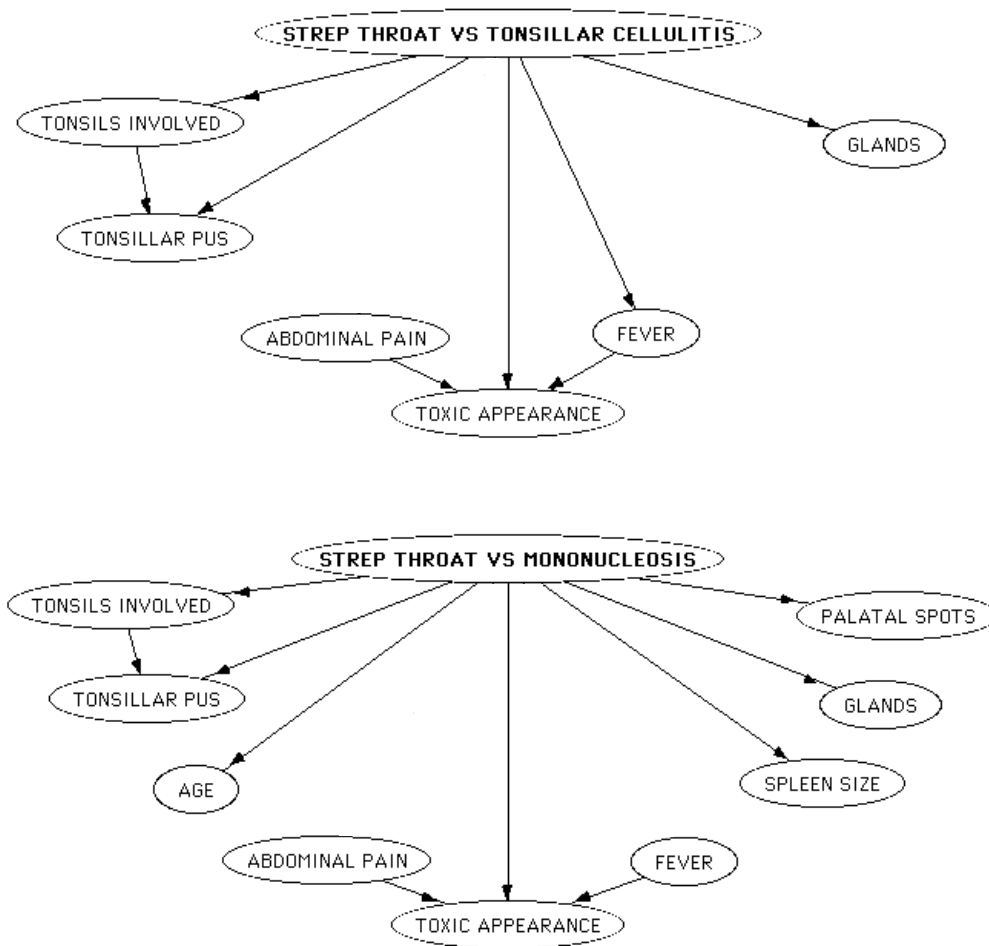 STREP THROAT VS TONSILLAR CELLULITIS
TONSILS INVOLVED
GLANDS
TONSILLAR PUS
ABDOMINAL PAIN
FEVER
TOXIC APPEARANCE
STREP THROAT VS MONONUCLEOSIS
TONSILS INVOLVED
PALATAL SPOTS
TONSILLAR PUS
GLANDS
AGE
SPLEEN SIZE
ABDOMINAL PAIN
FEVER
TOXIC APPEARANCE